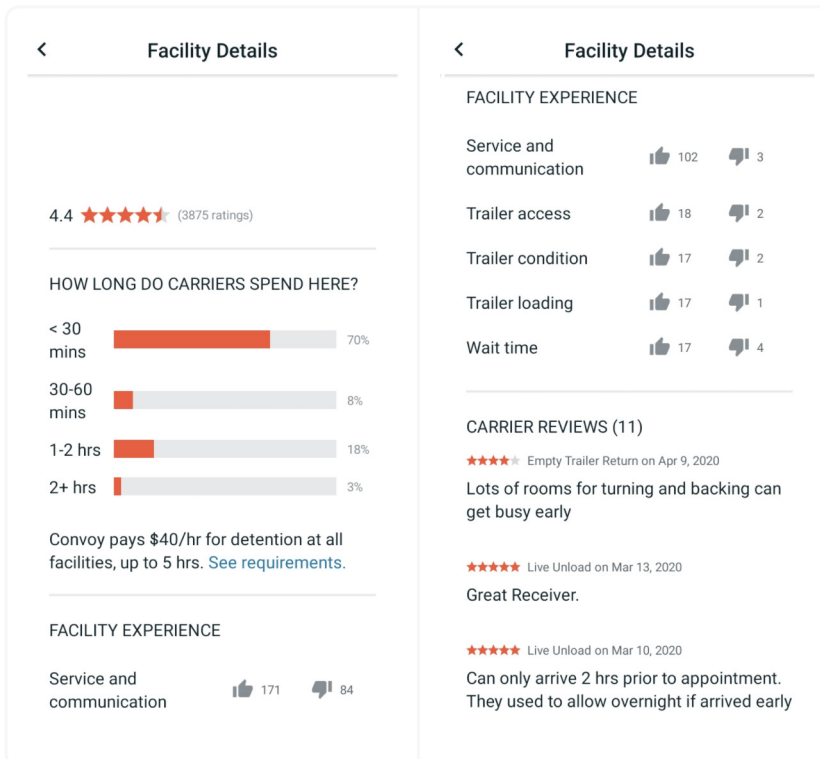 Facility Details
4.4 (3875 ratings)
HOW LONG DO CARRIERS SPEND HERE?
< 30
mins
70%
30-60
mins
8%
1-2 hrs
18%
2+ hrs
3%
Convoy pays $40/hr for detention at all
facilities, up to 5 hrs. See requirements.
FACILITY EXPERIENCE
Service and
communication
171 84
Facility Details
FACILITY EXPERIENCE
Service and
communication
102 3
Trailer access 18 2
Trailer condition 17 2
Trailer loading 17 1
Wait time 17 4
CARRIER REVIEWS (11)
Empty Trailer Return on Apr 9, 2020
Lots of rooms for turning and backing can
get busy early
Live Unload on Mar 13, 2020
Great Receiver.
Live Unload on Mar 10, 2020
Can only arrive 2 hrs prior to appointment.
They used to allow overnight if arrived early